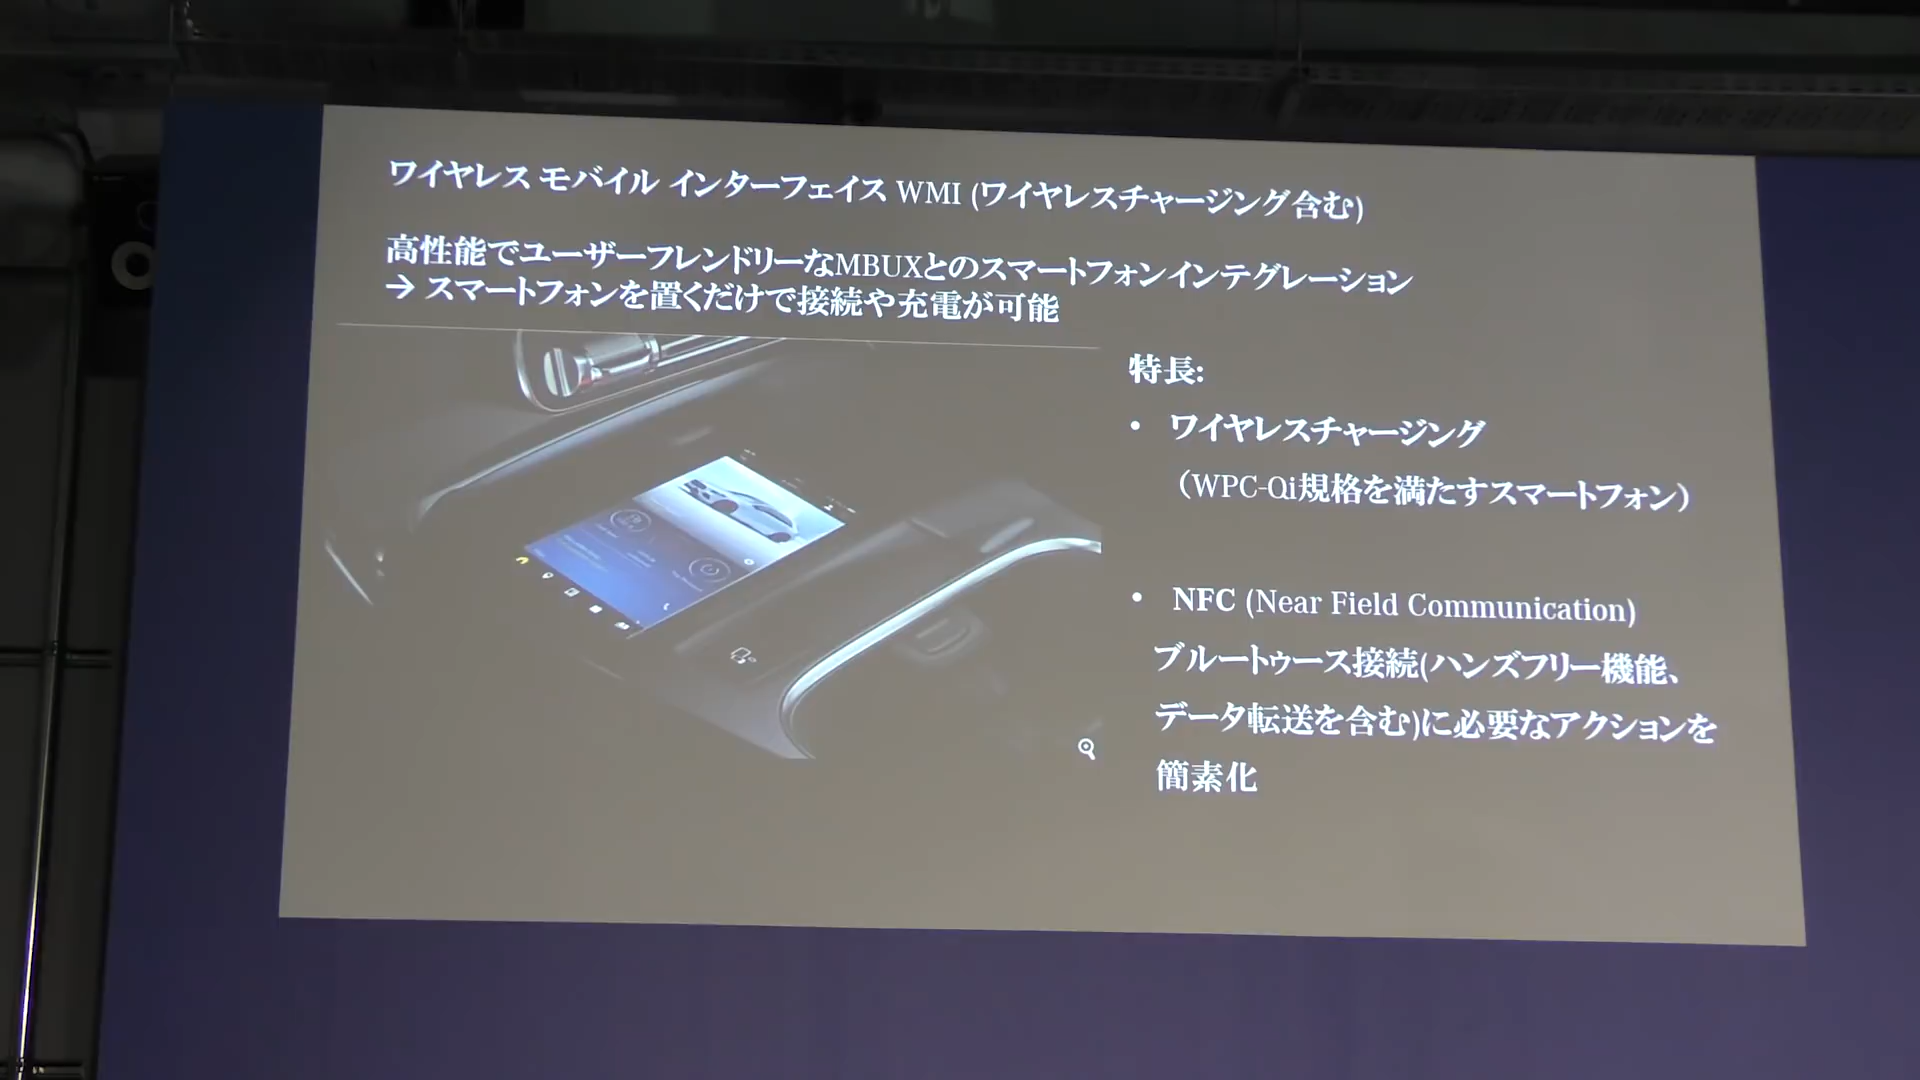 ワイヤレス モバイル インターフェイス WMI (ワイヤレスチャージング含む)
高性能でユーザーフレンドリーなMBUXとのスマートフォンインテグレーション
→ スマートフォンを置くだけで接続や充電が可能
特長:
• ワイヤレスチャージング
（WPC-Qi規格を満たすスマートフォン）
• NFC (Near Field Communication)
ブルートゥース接続(ハンズフリー機能、
データ転送を含む)に必要なアクションを
簡素化